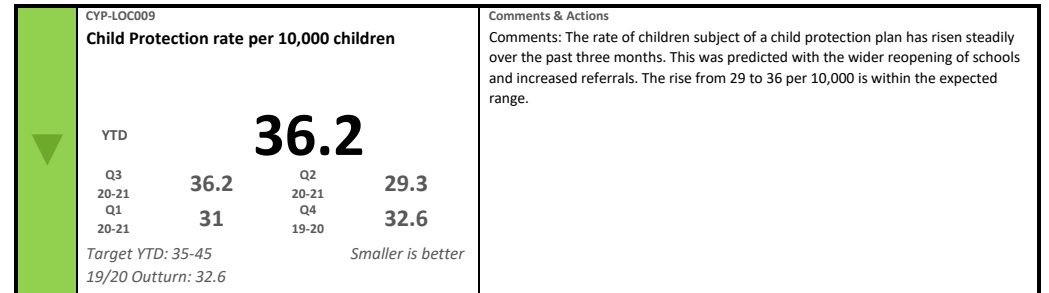 CYP-LOC009
Child Protection rate per 10,000 children
YTD
36.2
Q3
20-21
36.2
Q2
20-21
29.3
Q1
20-21
31
Q4
19-20
32.6
Target YTD: 35-45
Smaller is better
19/20 Outturn: 32.6
Comments & Actions
Comments: The rate of children subject of a child protection plan has risen steadily
over the past three months. This was predicted with the wider reopening of schools
and increased referrals. The rise from 29 to 36 per 10,000 is within the expected
range.